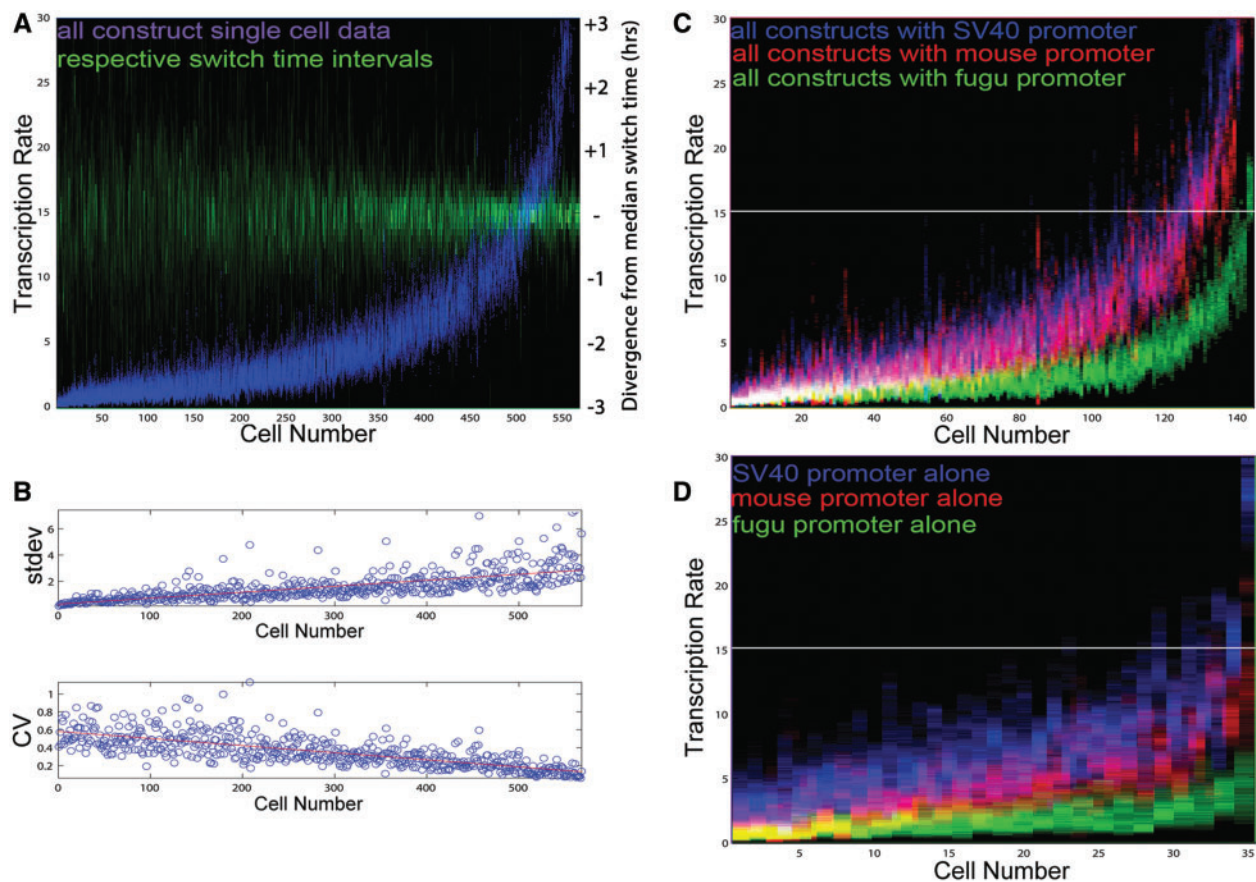 A
all construct single cell data
respective switch time intervals
Transcription Rate
30
25
20
15
10
5
0
50 100 150 200 250 300 350 400 450 500 550
Cell Number
+3
+2
+1
-
-1
-2
-3
Divergence from median switch time (hrs)
B
stdev
6
4
2
0 100 200 300 400 500
Cell Number
CV
1
0.8
0.6
0.4
0.2
0 100 200 300 400 500
Cell Number
C
all constructs with SV40 promoter
all constructs with mouse promoter
all constructs with fugu promoter
Transcription Rate
30
25
20
15
10
5
0
20 40 60 80 100 120 140
Cell Number
D
SV40 promoter alone
mouse promoter alone
fugu promoter alone
Transcription Rate
30
25
20
15
10
5
0
5 10 15 20 25 30 35
Cell Number